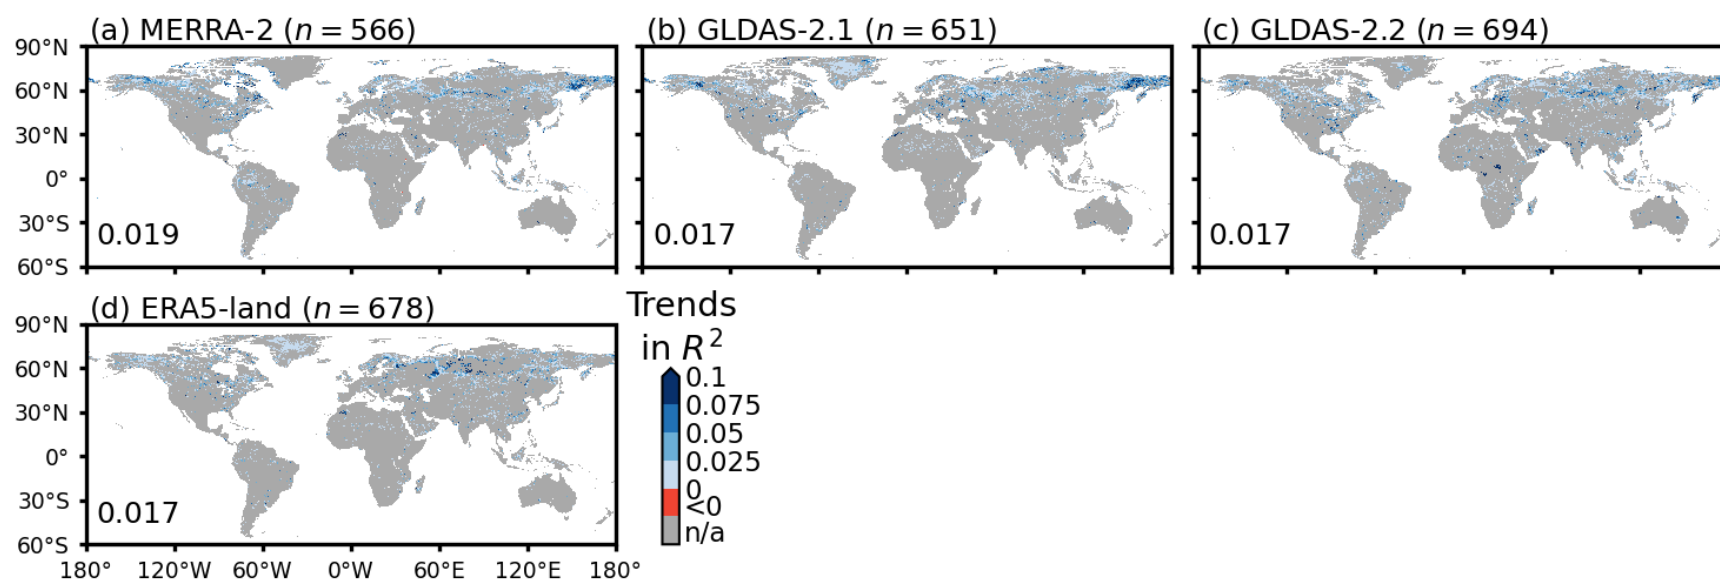 (a) MERRA-2 (n = 566)
(b) GLDAS-2.1 (n = 651)
(c) GLDAS-2.2 (n = 694)
90°N
60°N
30°N
0°
30°S
60°S
0.019
0.017
0.017
(d) ERA5-land (n = 678)
90°N
60°N
30°N
0°
30°S
60°S
0.017
180° 120°W 60°W 0°W 60°E 120°E 180°
Trends
in R²
0.1
0.075
0.05
0.025
0
<0
n/a